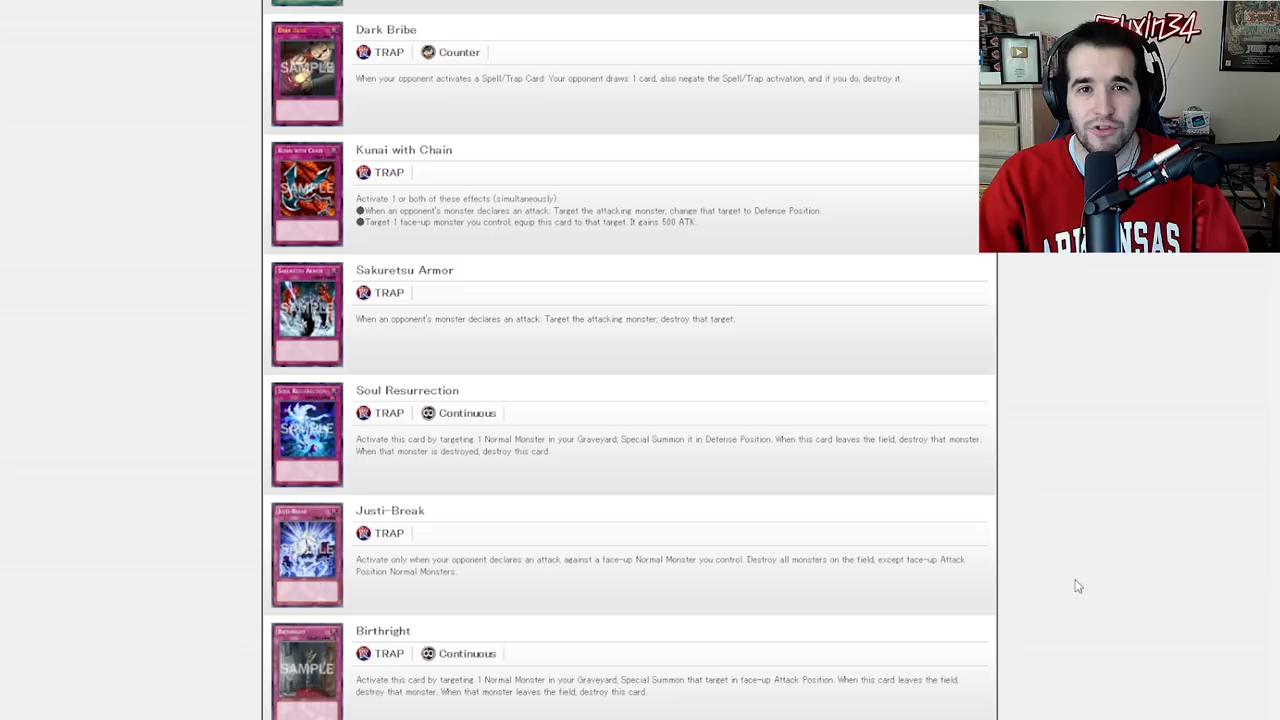 Dark Bribe
TRAP Counter
When your opponent activates a Spell/Trap Card: Your opponent draws 1 card, also negate the Spell/Trap activation, and if you do, destroy it.
SAMPLE
Kunai with Chain
KUNAI WITH CHAIN
TRAP
Activate 1 or both of these effects (simultaneously).
●When an opponent's monster declares an attack: Target the attacking monster; change that target to Defense Position.
●Target 1 face-up monster you control; equip this card to that target. It gains 500 ATK.
SAMPLE
Sakuretsu Armor
SAKURETSU ARMOR
TRAP
When an opponent's monster declares an attack: Target the attacking monster; destroy that target.
SAMPLE
Soul Resurrection
SOUL RESURRECTION
TRAP Continuous
Activate this card by targeting 1 Normal Monster in your Graveyard; Special Summon it in Defense Position. When this card leaves the field, destroy that monster.
When that monster is destroyed, destroy this card.
SAMPLE
Justi-Break
JUSTI-BREAK
TRAP
Activate only when your opponent declares an attack against a face-up Normal Monster you control. Destroy all monsters on the field, except face-up Attack
Position Normal Monsters.
SAMPLE
Birthright
BIRTHRIGHT
TRAP Continuous
Activate this card by targeting 1 Normal Monster in your Graveyard; Special Summon that target in face-up Attack Position. When this card leaves the field,
destroy that monster. When that monster leaves the field, destroy this card.
SAMPLE